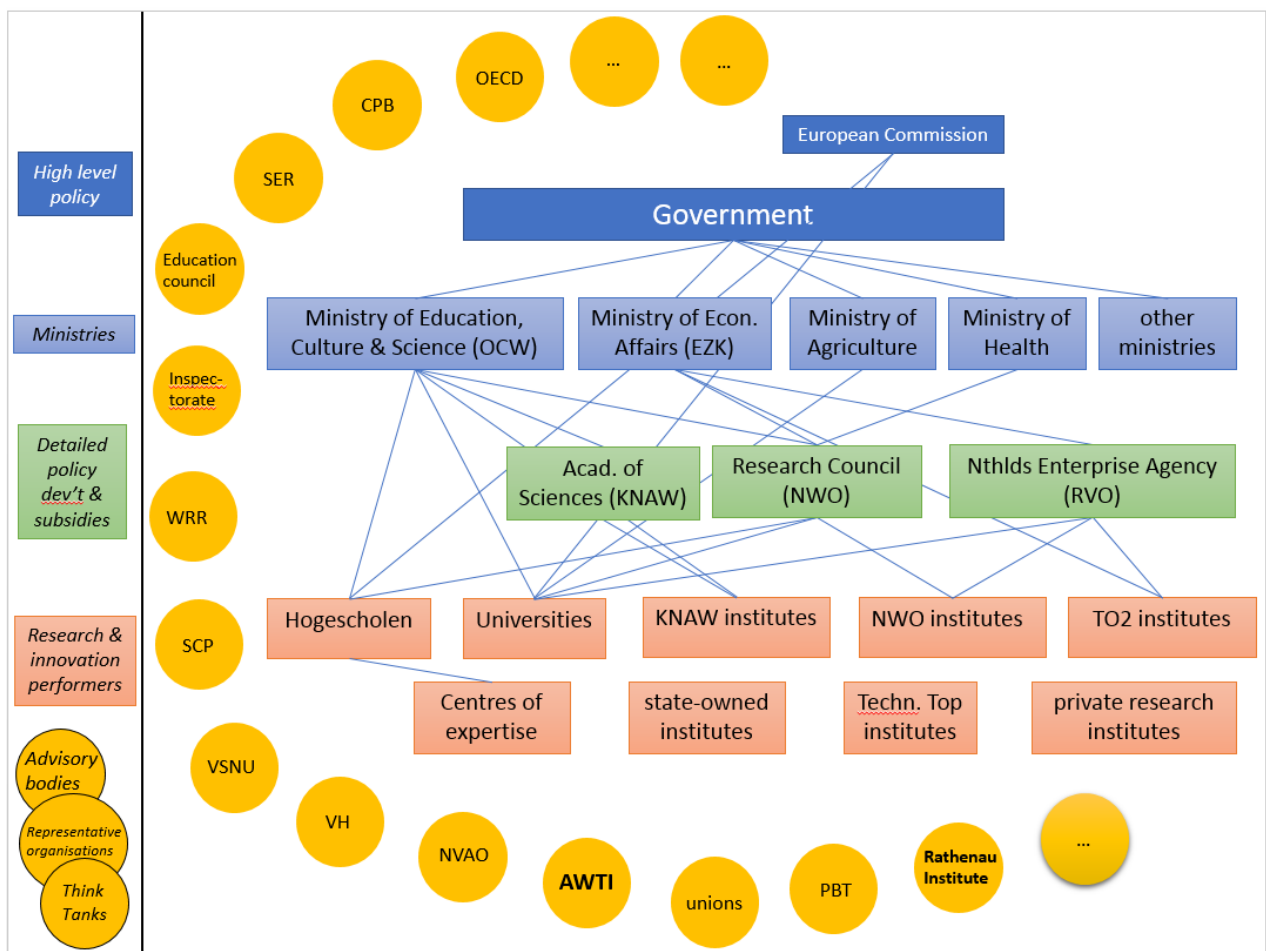 High level
policy
Ministries
Detailed
policy
dev't &
subsidies
Research &
innovation
performers
Advisory
bodies
Representative
organisations
Think
Tanks
...
...
OECD
CPB
SER
Education
council
Inspec-
torate
WRR
SCP
VSNU
VH
NVAO
AWTI
unions
PBT
Rathenau
Institute
...
European Commission
Government
Ministry of Education,
Culture & Science (OCW)
Ministry of Econ.
Affairs (EZK)
Ministry of
Agriculture
Ministry of
Health
other
ministries
Acad. of
Sciences (KNAW)
Research Council
(NWO)
Nthlds Enterprise Agency
(RVO)
Hogescholen
Universities
KNAW institutes
NWO institutes
TO2 institutes
Centres of
expertise
state-owned
institutes
Techn. Top
institutes
private research
institutes